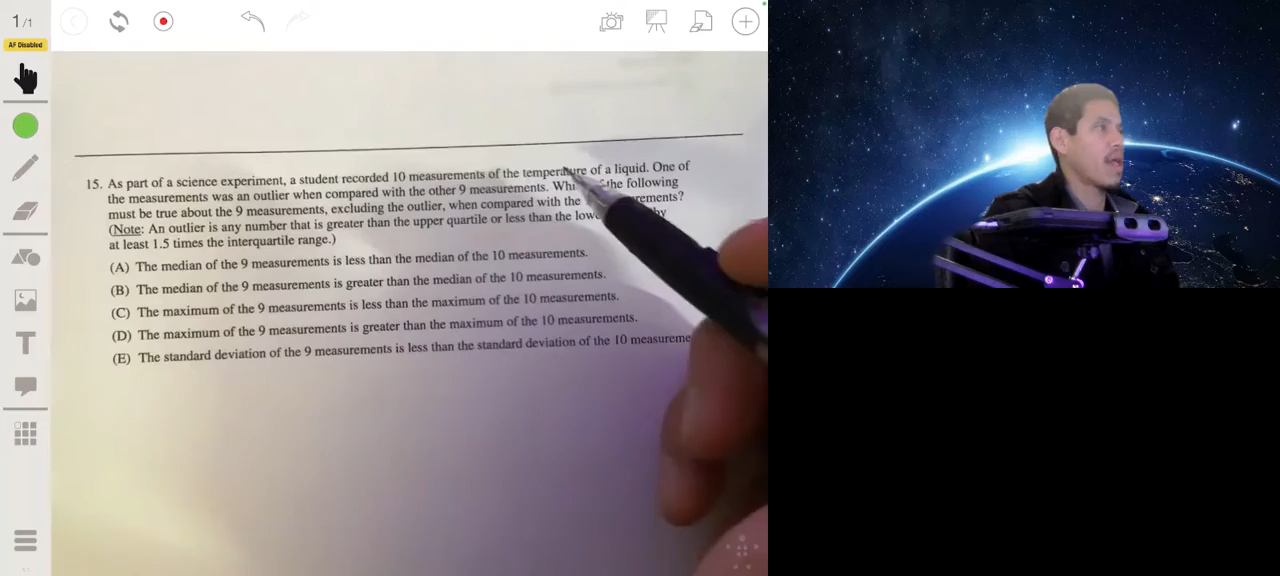 1/1
AF Disabled
15. As part of a science experiment, a student recorded 10 measurements of the temperature of a liquid. One of
the measurements was an outlier when compared with the other 9 measurements. the following
must be true about the 9 measurements, excluding the outlier, when compared with the
(Note: An outlier is any number that is greater than the upper quartile or less than the by
at least 1.5 times the interquartile range.)
(A) The median of the 9 measurements is less than the median of the 10 measurements.
(B) The median of the 9 measurements is greater than the median of the 10 measurements.
(C) The maximum of the 9 measurements is less than the maximum of the 10 measurements.
(D) The maximum of the 9 measurements is greater than the maximum of the 10 measurements.
(E) The standard deviation of the 9 measurements is less than the standard deviation of the 10 measureme
T